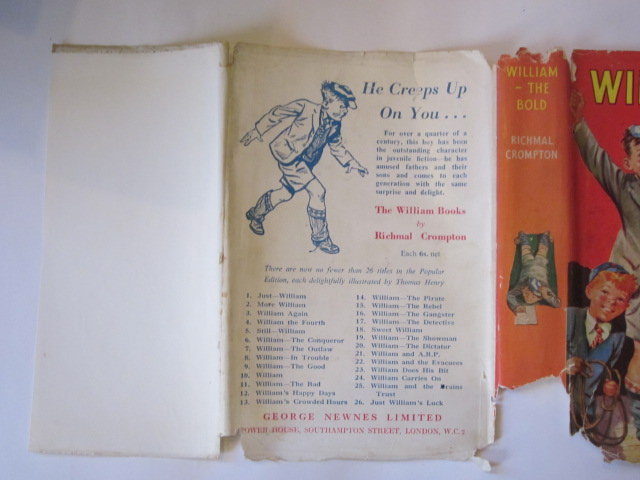 He Creeps Up
On You . . .
For over a quarter of a
century, this boy has been
the outstanding character
in juvenile fiction—he has
amused fathers and their
sons and comes to each
generation with the same
surprise and delight.
The William Books
by
Richmal Crompton
Each 6s. net
There are now no fewer than 26 titles in the Popular
Edition, each delightfully illustrated by Thomas Henry
1. Just—William
2. More William
3. William Again
4. William the Fourth
5. Still—William
6. William—The Conqueror
7. William—The Outlaw
8. William—In Trouble
9. William—The Good
10. William
11. William—The Bad
12. William's Happy Days
13. William's Crowded Hours
14. William—The Pirate
15. William—The Rebel
16. William—The Gangster
17. William—The Detective
18. Sweet William
19. William—The Showman
20. William—The Dictator
21. William and A.R.P.
22. William and the Evacuees
23. William Does His Bit
24. William Carries On
25. William and the Brains
Trust
26. Just William's Luck
GEORGE NEWNES LIMITED
TOWER HOUSE, SOUTHAMPTON STREET, LONDON, W.C.2
WILLIAM
- THE
BOLD
RICHMAL
CROMPTON
WI